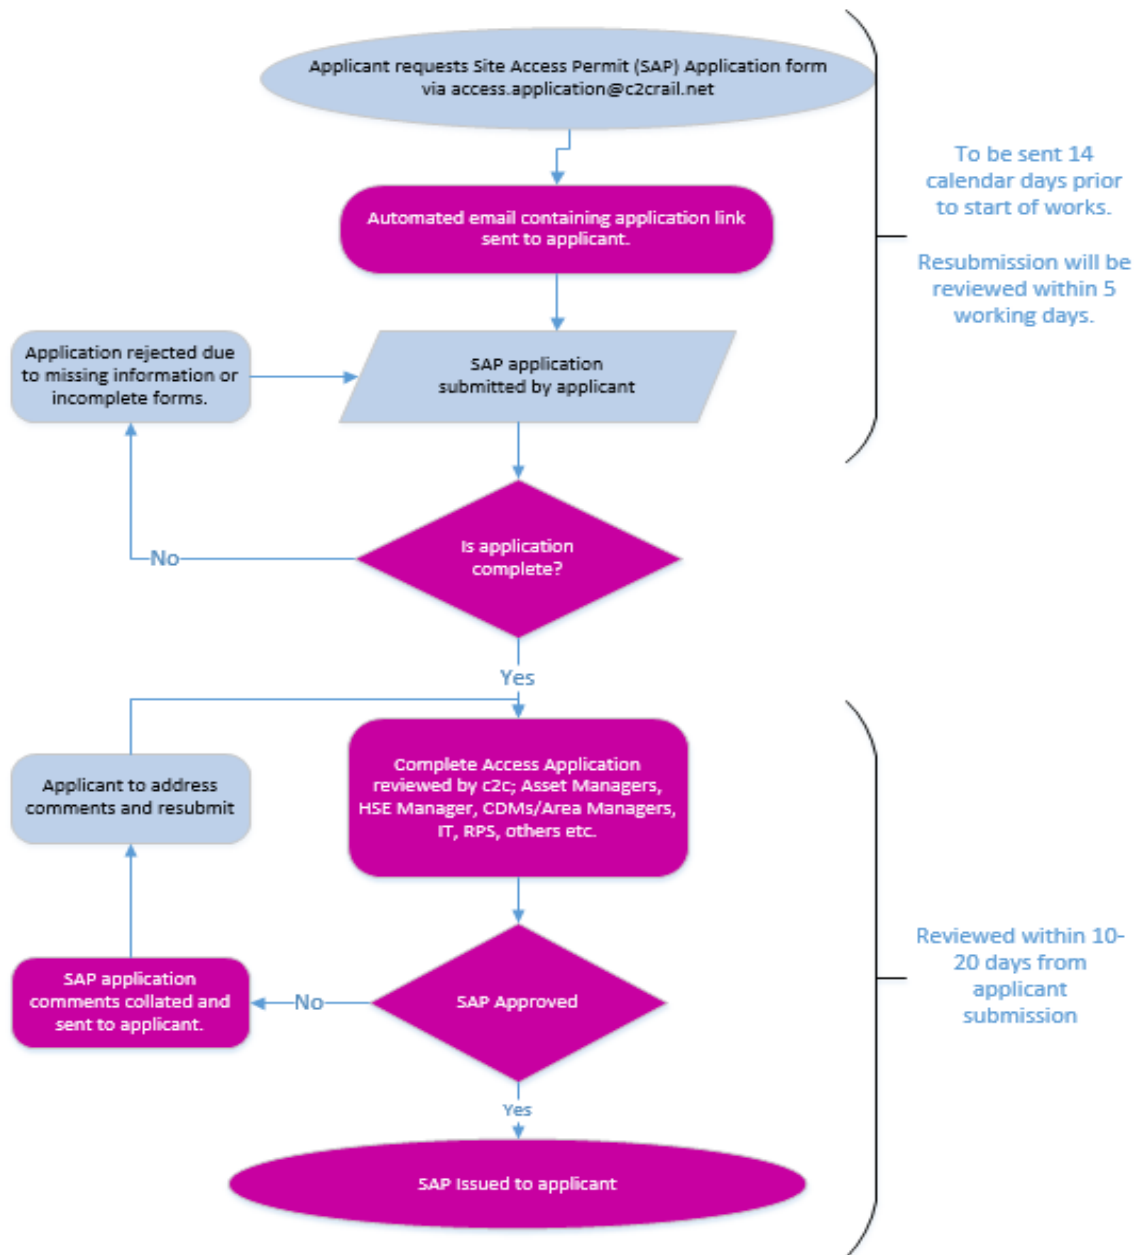 Applicant requests Site Access Permit (SAP) Application form
via access.application@c2crail.net
To be sent 14
calendar days prior
to start of works.
Resubmission will be
reviewed within 5
working days.
Automated email containing application link
sent to applicant.
Application rejected due
to missing information or
incomplete forms.
SAP application
submitted by applicant
Is application
complete?
No
Yes
Complete Access Application
reviewed by c2c; Asset Managers,
HSE Manager, CDMs/Area Managers,
IT, RPS, others etc.
Applicant to address
comments and resubmit
SAP Approved
No
SAP application
comments collated and
sent to applicant.
Reviewed within 10-
20 days from
applicant
submission
Yes
SAP Issued to applicant